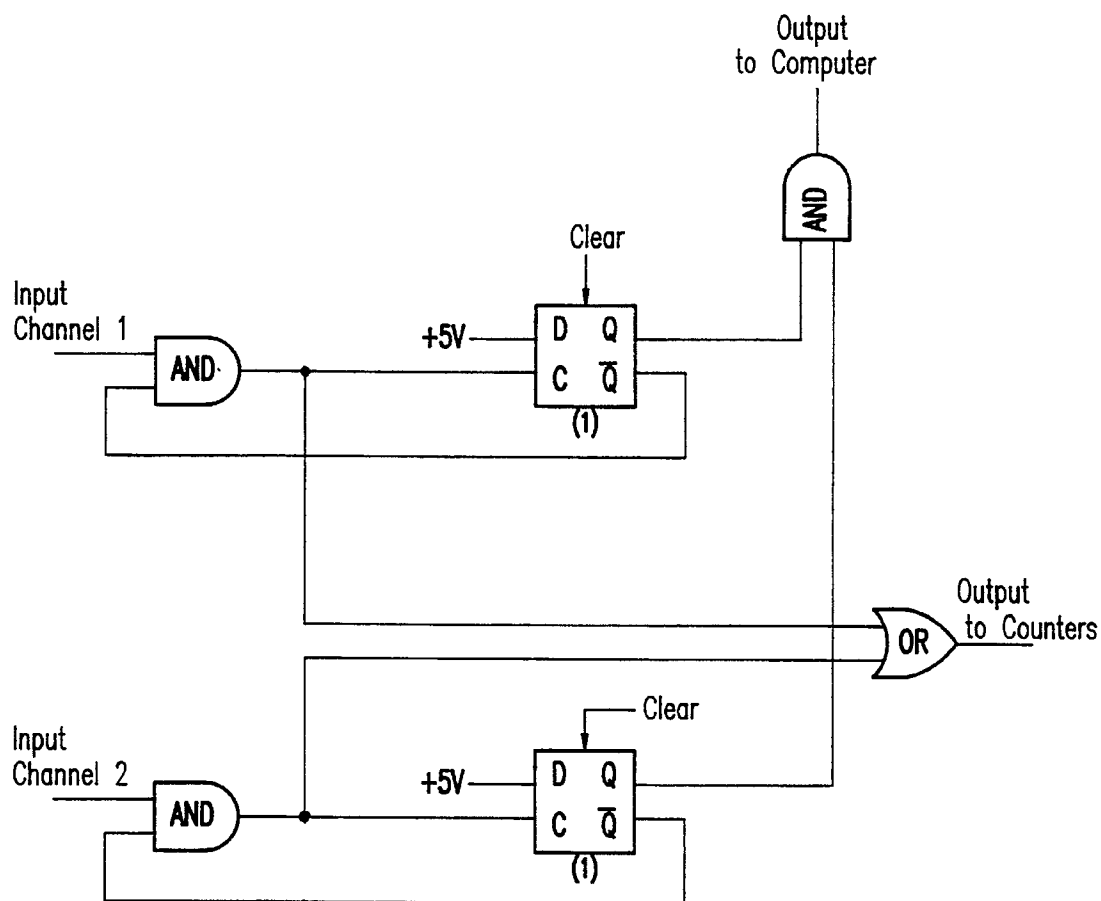 Output
to Computer
AND
Clear
Input
Channel 1
AND
+5V
D Q
C Q̅
(1)
Output
to Counters
OR
Clear
Input
Channel 2
AND
+5V
D Q
C Q̅
(1)